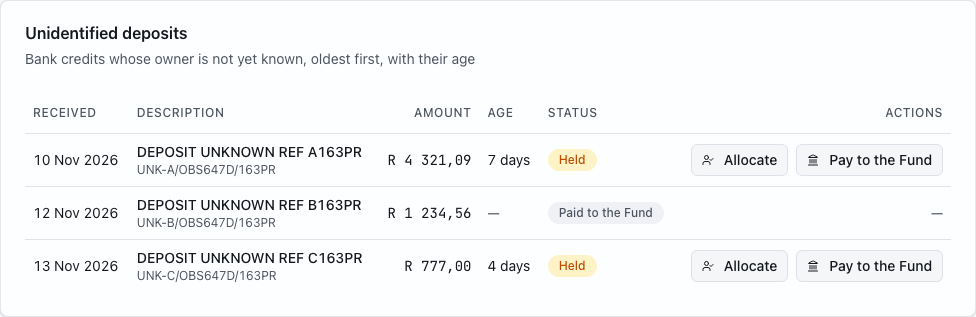 Unidentified deposits
Bank credits whose owner is not yet known, oldest first, with their age
RECEIVED DESCRIPTION AMOUNT AGE STATUS ACTIONS
10 Nov 2026 DEPOSIT UNKNOWN REF A163PR R 4 321,09 7 days Held Allocate Pay to the Fund
UNK-A/OBS647D/163PR
12 Nov 2026 DEPOSIT UNKNOWN REF B163PR R 1 234,56 — Paid to the Fund —
UNK-B/OBS647D/163PR
13 Nov 2026 DEPOSIT UNKNOWN REF C163PR R 777,00 4 days Held Allocate Pay to the Fund
UNK-C/OBS647D/163PR